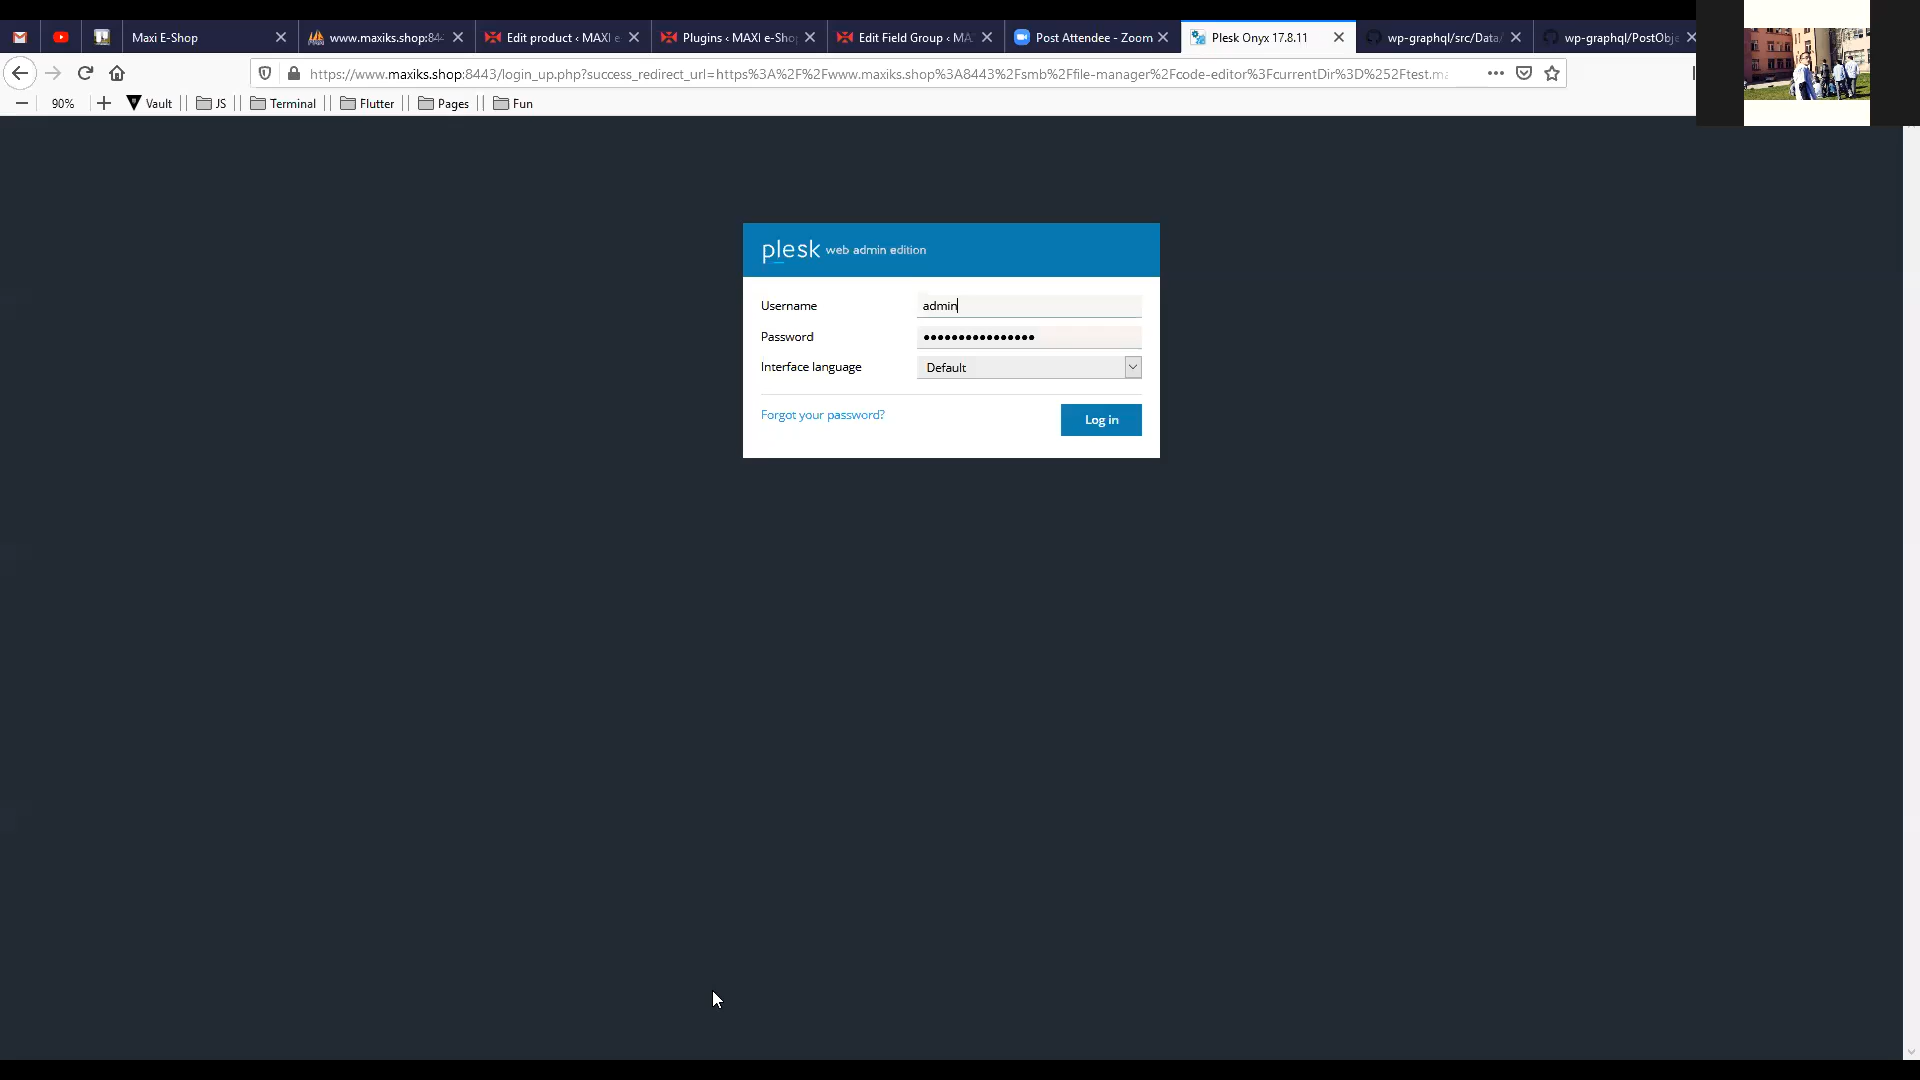 Maxi E-Shop
www.maxiks.shop:844
Edit product ‹ MAXI e
Plugins ‹ MAXI e-Sho
Edit Field Group ‹ MA
Post Attendee - Zoom
Plesk Onyx 17.8.11
wp-graphql/src/Data/
wp-graphql/PostObje
https://www.maxiks.shop:8443/login_up.php?success_redirect_url=https%3A%2F%2Fwww.maxiks.shop%3A8443%2Fsmb%2Ffile-manager%2Fcode-editor%3FcurrentDir%3D%252Ftest.ma
90%
Vault
JS
Terminal
Flutter
Pages
Fun
plesk web admin edition
Username
admin
Password
Interface language
Default
Forgot your password?
Log in